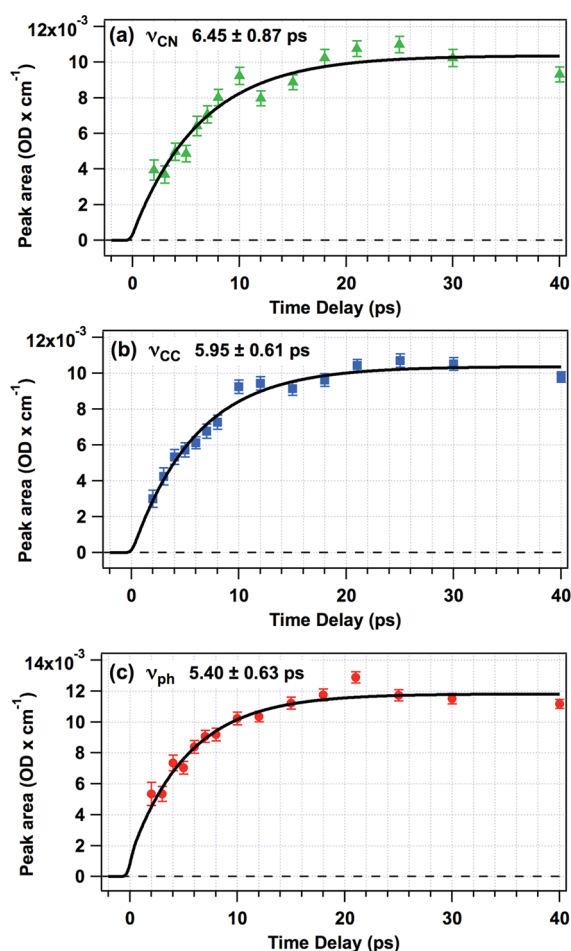 12x10⁻³
(a) νCN 6.45 ± 0.87 ps
10
8
6
4
2
0
Peak area (OD x cm⁻¹)
0 10 20 30 40
Time Delay (ps)
12x10⁻³
(b) νCC 5.95 ± 0.61 ps
10
8
6
4
2
0
Peak area (OD x cm⁻¹)
0 10 20 30 40
Time Delay (ps)
14x10⁻³
(c) νph 5.40 ± 0.63 ps
12
10
8
6
4
2
0
Peak area (OD x cm⁻¹)
0 10 20 30 40
Time Delay (ps)